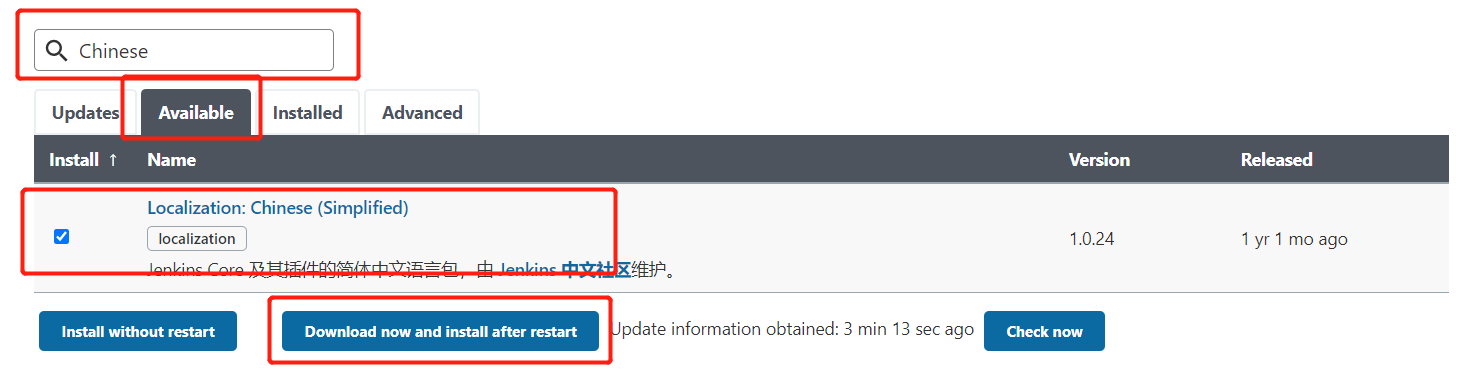 Chinese
Updates Available Installed Advanced
Install ↑ Name Version Released
Localization: Chinese (Simplified)
localization
1.0.24 1 yr 1 mo ago
Jenkins Core 及其插件的简体中文语言包，由 Jenkins 中文社区维护。
Install without restart Download now and install after restart Update information obtained: 3 min 13 sec ago Check now